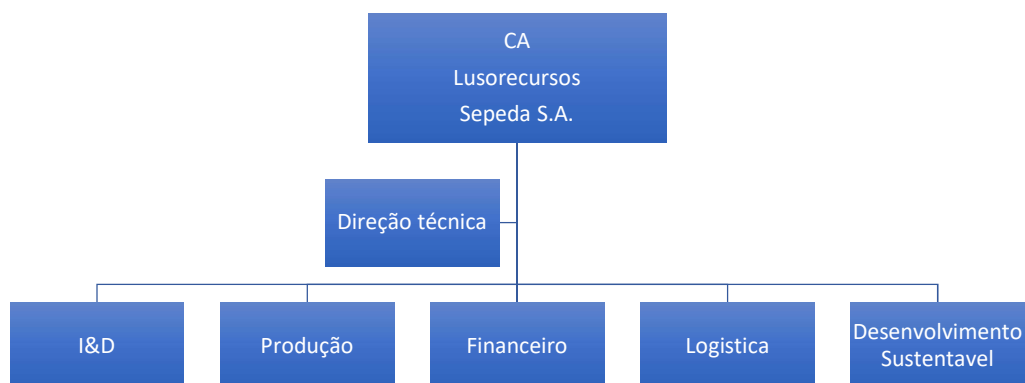 CA
Lusorecursos
Sepeda S.A.
Direção técnica
I&D
Produção
Financeiro
Logistica
Desenvolvimento
Sustentavel